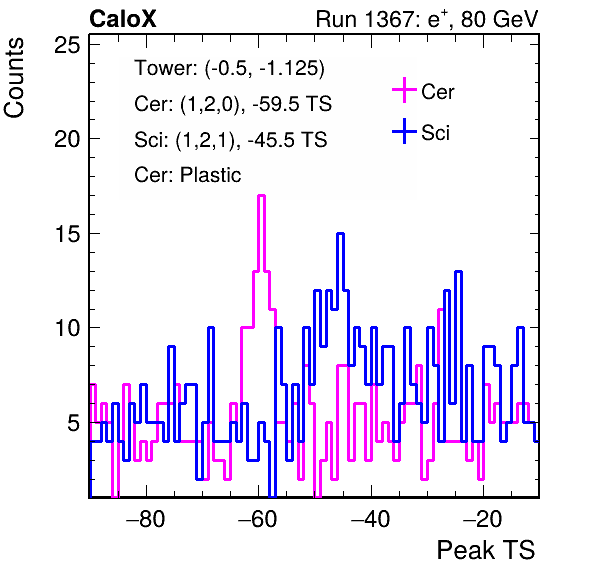 CaloX Run 1367: e⁺, 80 GeV
Counts
25
20
15
10
5
Tower: (-0.5, -1.125)
Cer: (1,2,0), -59.5 TS
Sci: (1,2,1), -45.5 TS
Cer: Plastic
Cer
Sci
−80 −60 −40 −20
Peak TS